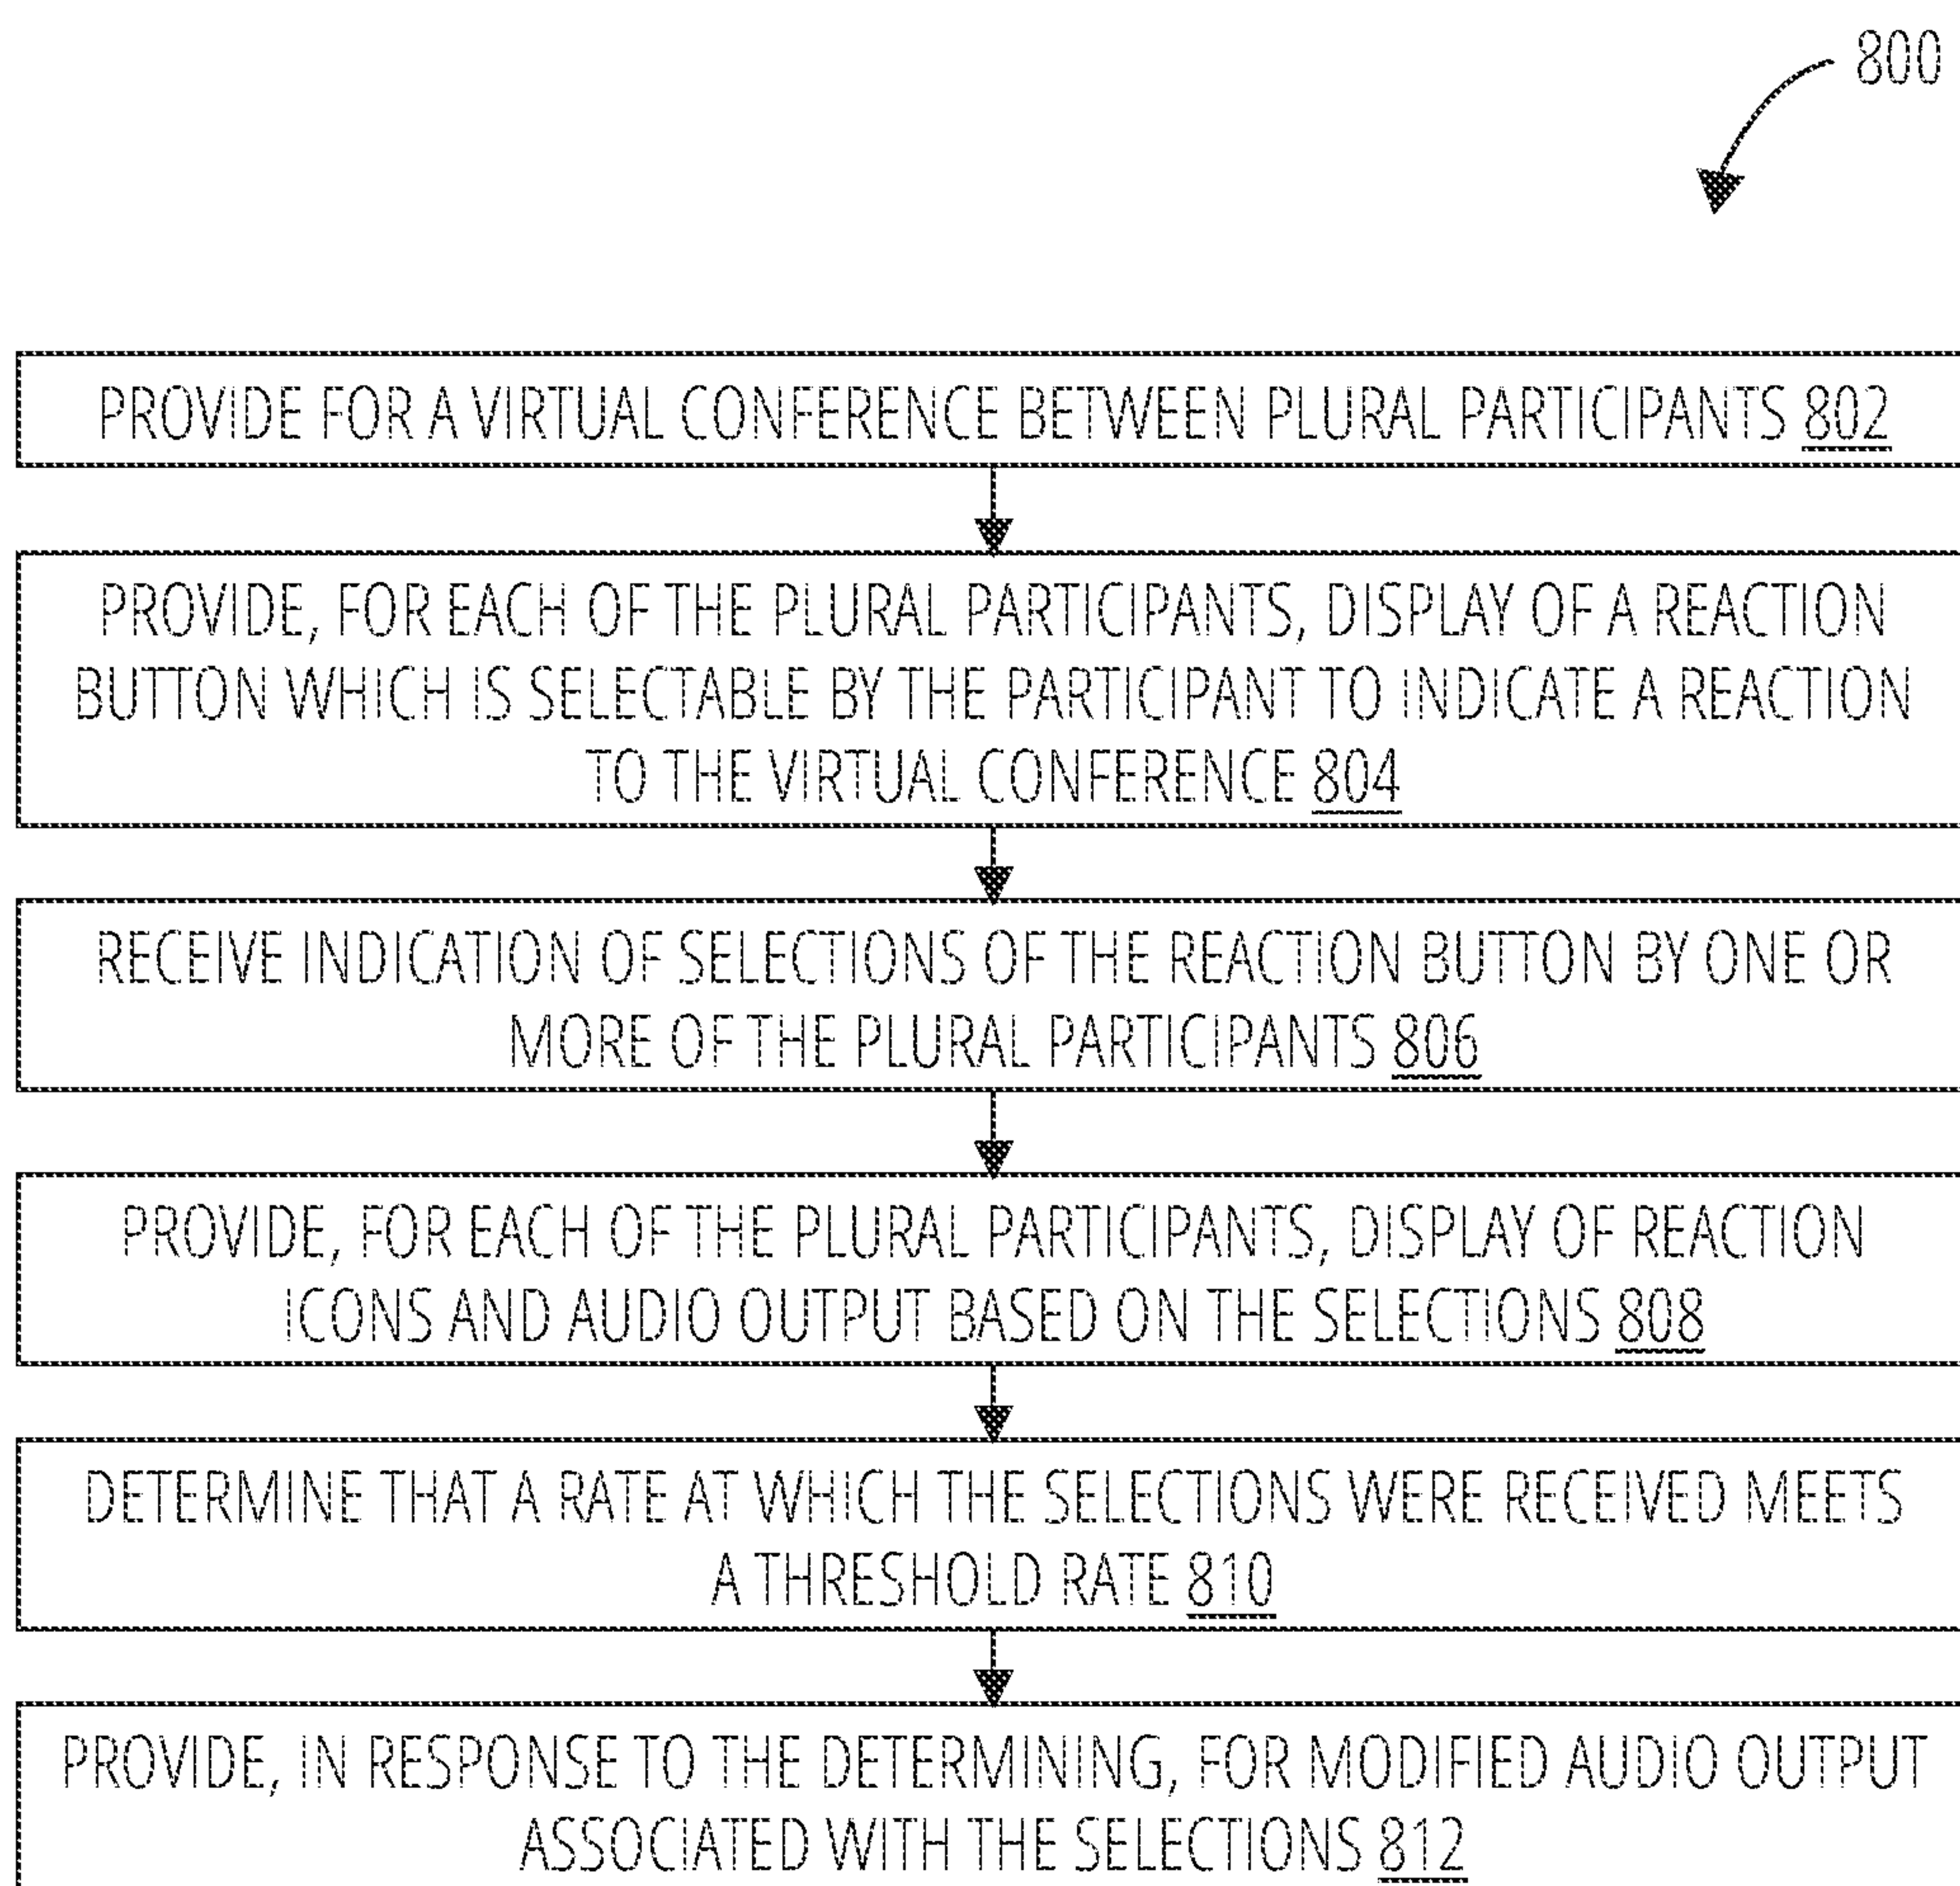 800
PROVIDE FOR A VIRTUAL CONFERENCE BETWEEN PLURAL PARTICIPANTS 802
PROVIDE, FOR EACH OF THE PLURAL PARTICIPANTS, DISPLAY OF A REACTION
BUTTON WHICH IS SELECTABLE BY THE PARTICIPANT TO INDICATE A REACTION
TO THE VIRTUAL CONFERENCE 804
RECEIVE INDICATION OF SELECTIONS OF THE REACTION BUTTON BY ONE OR
MORE OF THE PLURAL PARTICIPANTS 806
PROVIDE, FOR EACH OF THE PLURAL PARTICIPANTS, DISPLAY OF REACTION
ICONS AND AUDIO OUTPUT BASED ON THE SELECTIONS 808
DETERMINE THAT A RATE AT WHICH THE SELECTIONS WERE RECEIVED MEETS
A THRESHOLD RATE 810
PROVIDE, IN RESPONSE TO THE DETERMINING, FOR MODIFIED AUDIO OUTPUT
ASSOCIATED WITH THE SELECTIONS 812